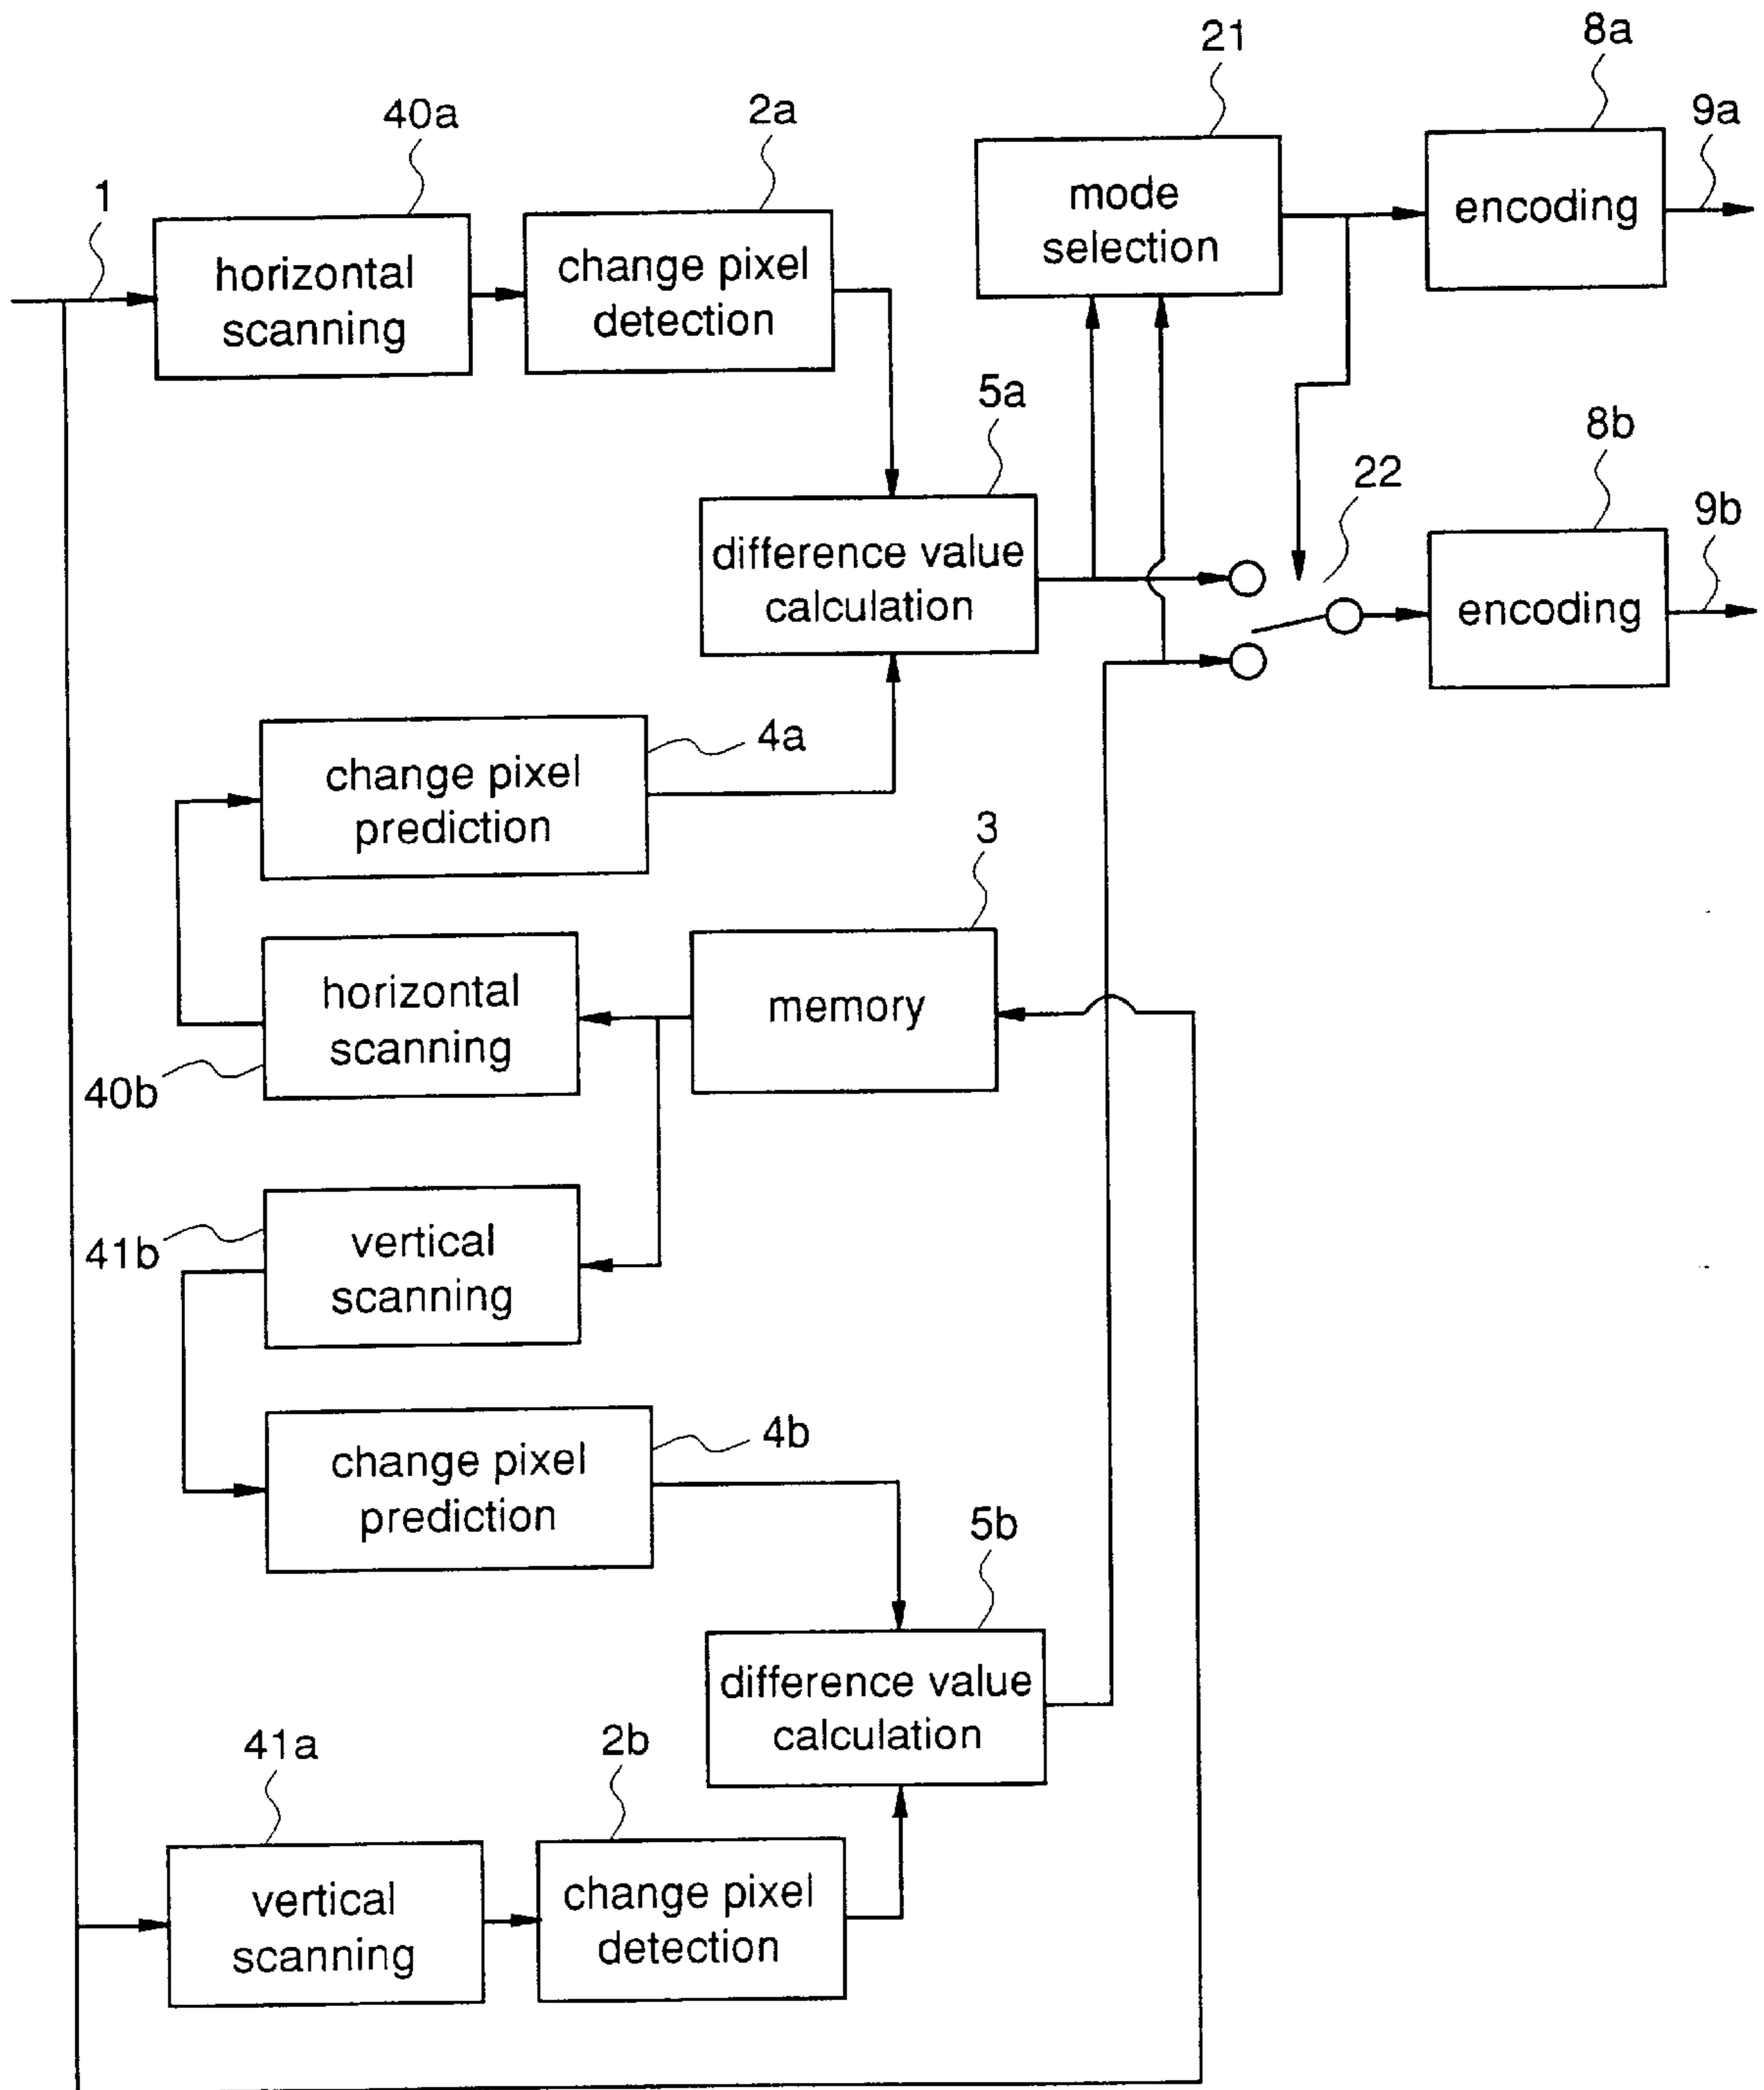 21
8a
40a
2a
9a
1
mode
selection
encoding
horizontal
scanning
change pixel
detection
5a
8b
22
9b
difference value
calculation
encoding
4a
change pixel
prediction
3
horizontal
scanning
memory
40b
41b
vertical
scanning
4b
change pixel
prediction
5b
difference value
calculation
41a
2b
vertical
scanning
change pixel
detection